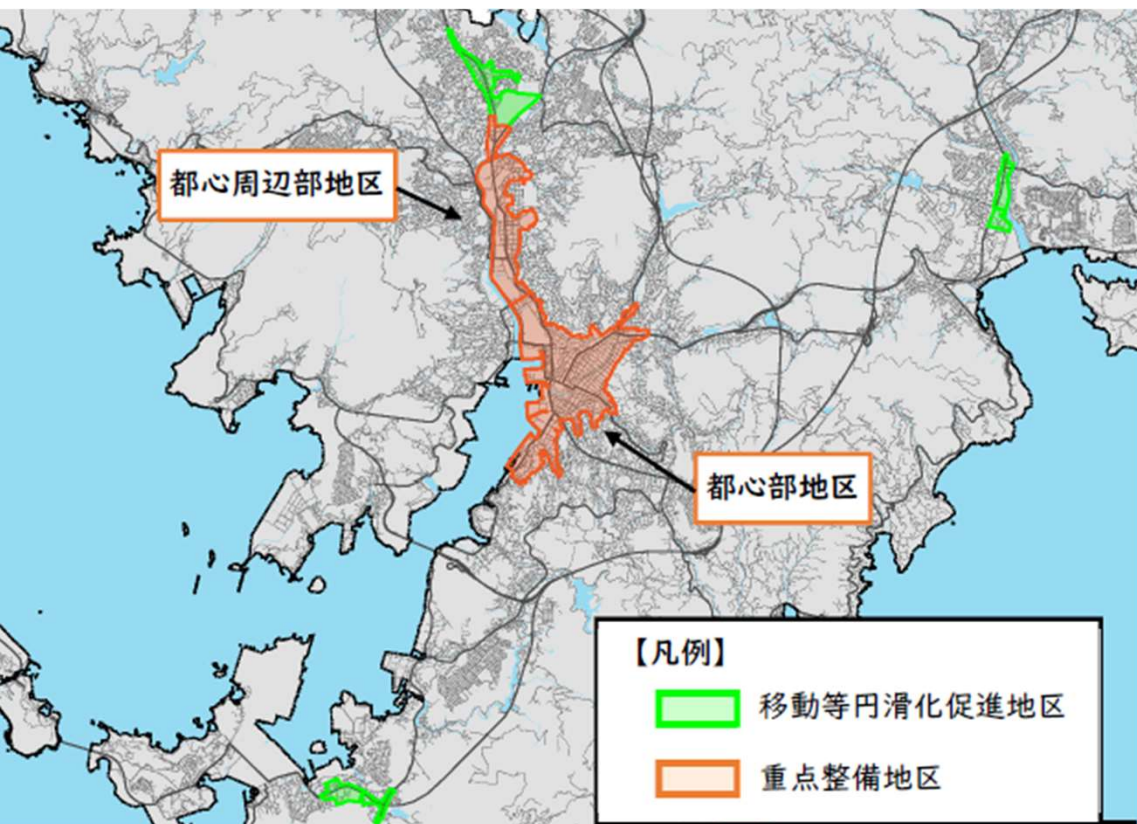 都心周辺部地区
都心部地区
【凡例】
移動等円滑化促進地区
重点整備地区